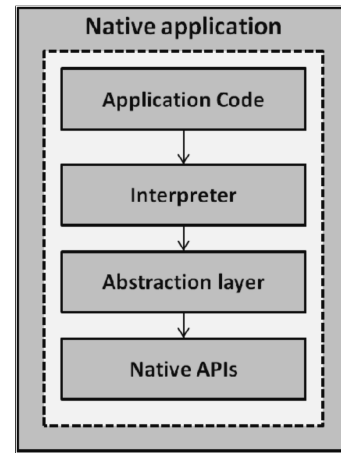 Native application
Application Code
Interpreter
Abstraction layer
Native APIs